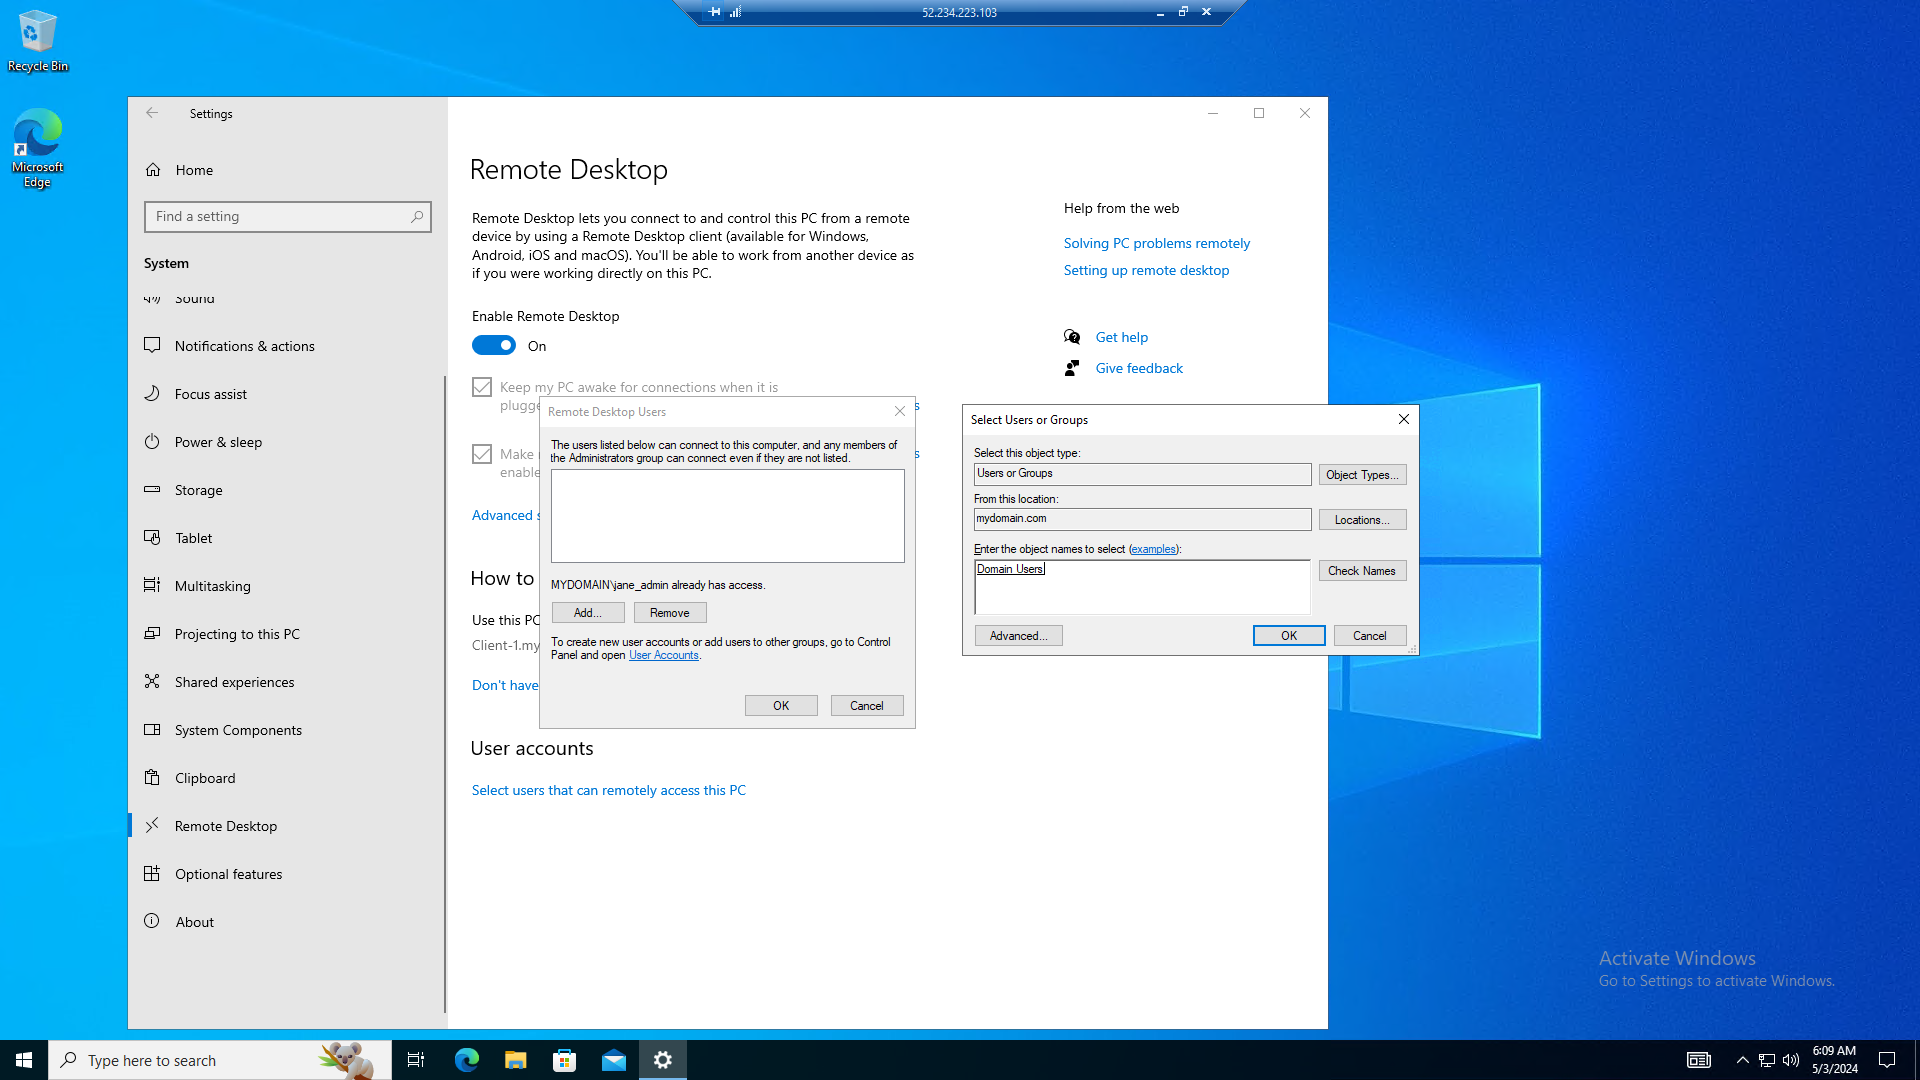 52.234.223.103
Recycle Bin
Microsoft
Edge
Settings
Home
Find a setting
System
Sound
Notifications & actions
Focus assist
Power & sleep
Storage
Tablet
Multitasking
Projecting to this PC
Shared experiences
System Components
Clipboard
Remote Desktop
Optional features
About
Remote Desktop
Remote Desktop lets you connect to and control this PC from a remote
device by using a Remote Desktop client (available for Windows,
Android, iOS and macOS). You'll be able to work from another device as
if you were working directly on this PC.
Enable Remote Desktop
On
Keep my PC awake for connections when it is
plugge
s
Make
enable
s
Advanced s
How to
Use this PC
Client-1.my
Don't have
User accounts
Select users that can remotely access this PC
Help from the web
Solving PC problems remotely
Setting up remote desktop
Get help
Give feedback
Remote Desktop Users
The users listed below can connect to this computer, and any members of
the Administrators group can connect even if they are not listed.
MYDOMAIN\jane_admin already has access.
Add...
Remove
To create new user accounts or add users to other groups, go to Control
Panel and open User Accounts.
OK
Cancel
Select Users or Groups
Select this object type:
Users or Groups
Object Types...
From this location:
mydomain.com
Locations...
Enter the object names to select (examples):
Domain Users
Check Names
Advanced...
OK
Cancel
Activate Windows
Go to Settings to activate Windows.
Type here to search
6:09 AM
5/3/2024